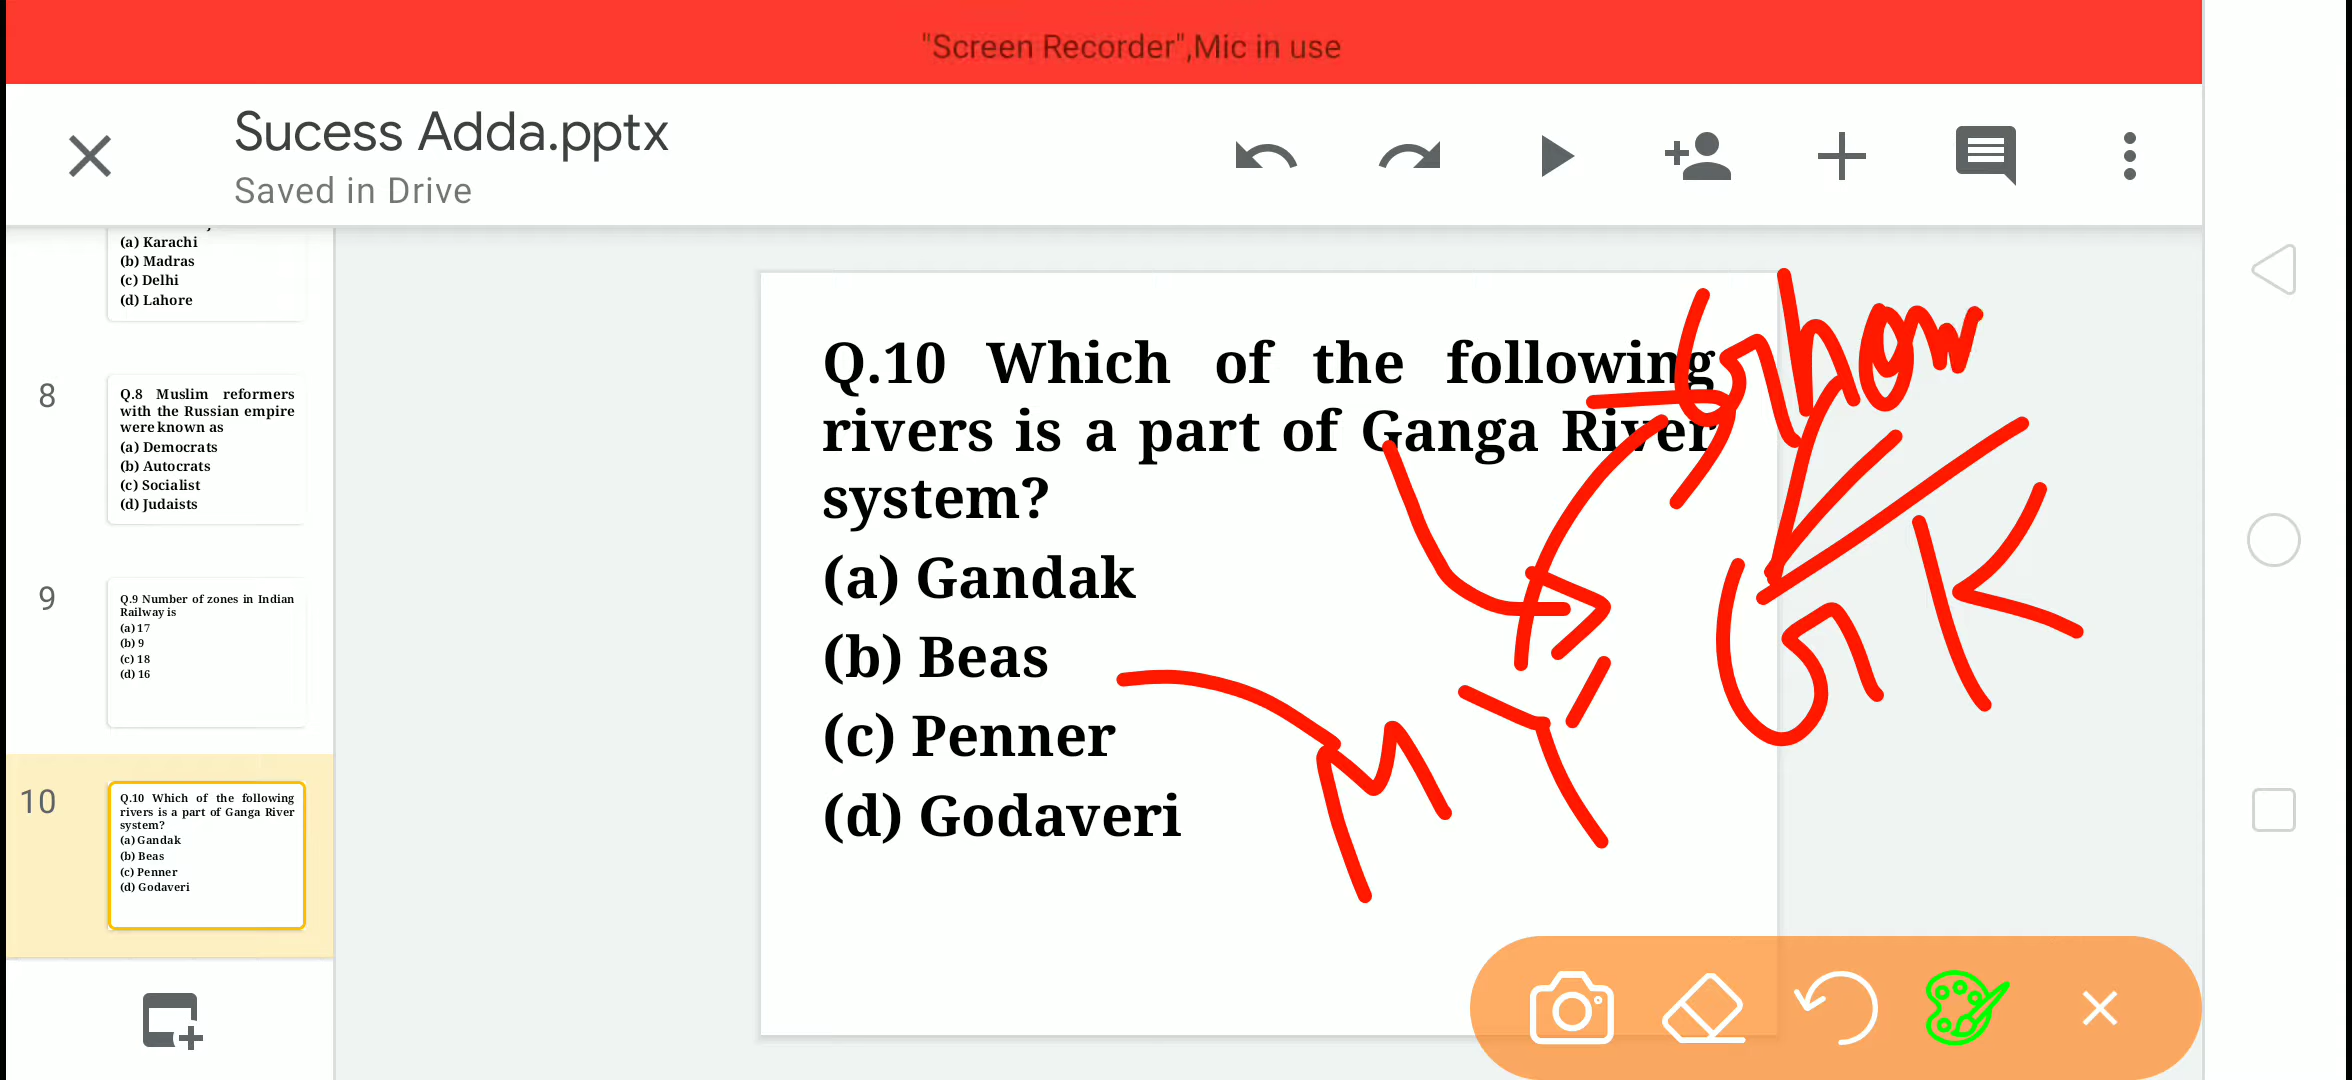 "Screen Recorder",Mic in use
Sucess Adda.pptx
Saved in Drive
(a) Karachi
(b) Madras
(c) Delhi
(d) Lahore
8
Q.8 Muslim reformers
with the Russian empire
were known as
(a) Democrats
(b) Autocrats
(c) Socialist
(d) Judaists
9
Q.9 Number of zones in Indian
Railway is
(a) 17
(b) 9
(c) 18
(d) 16
10
Q.10 Which of the following
rivers is a part of Ganga River
system?
(a) Gandak
(b) Beas
(c) Penner
(d) Godaveri
Q.10 Which of the following
rivers is a part of Ganga River
system?
(a) Gandak
(b) Beas
(c) Penner
(d) Godaveri
GK